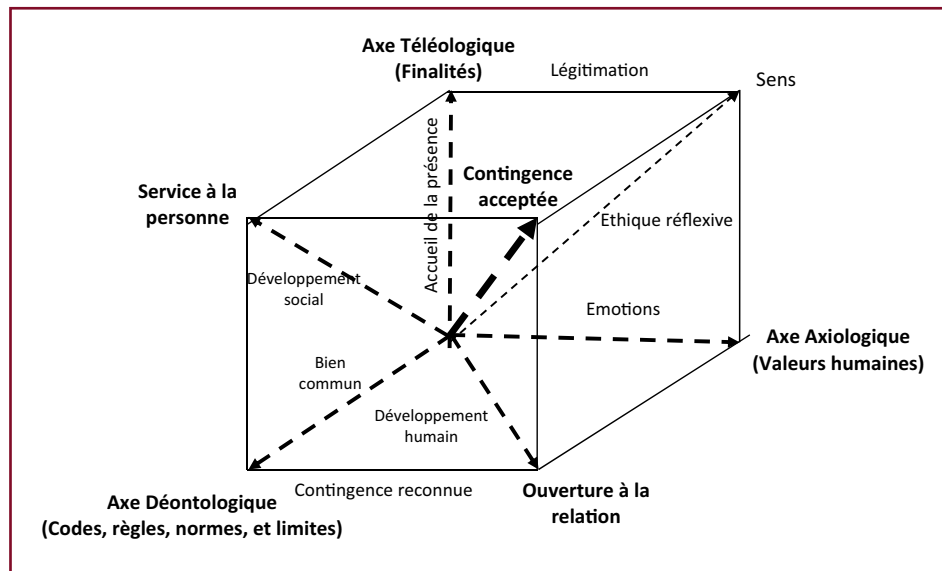 Axe Téléologique
(Finalités)
Légitimation
Sens
Accueil de la présence
Contingence
acceptée
Service à la
personne
Ethique réflexive
Développement
social
Emotions
Axe Axiologique
(Valeurs humaines)
Bien
commun
Développement
humain
Axe Déontologique
(Codes, règles, normes, et limites)
Contingence reconnue
Ouverture à la
relation